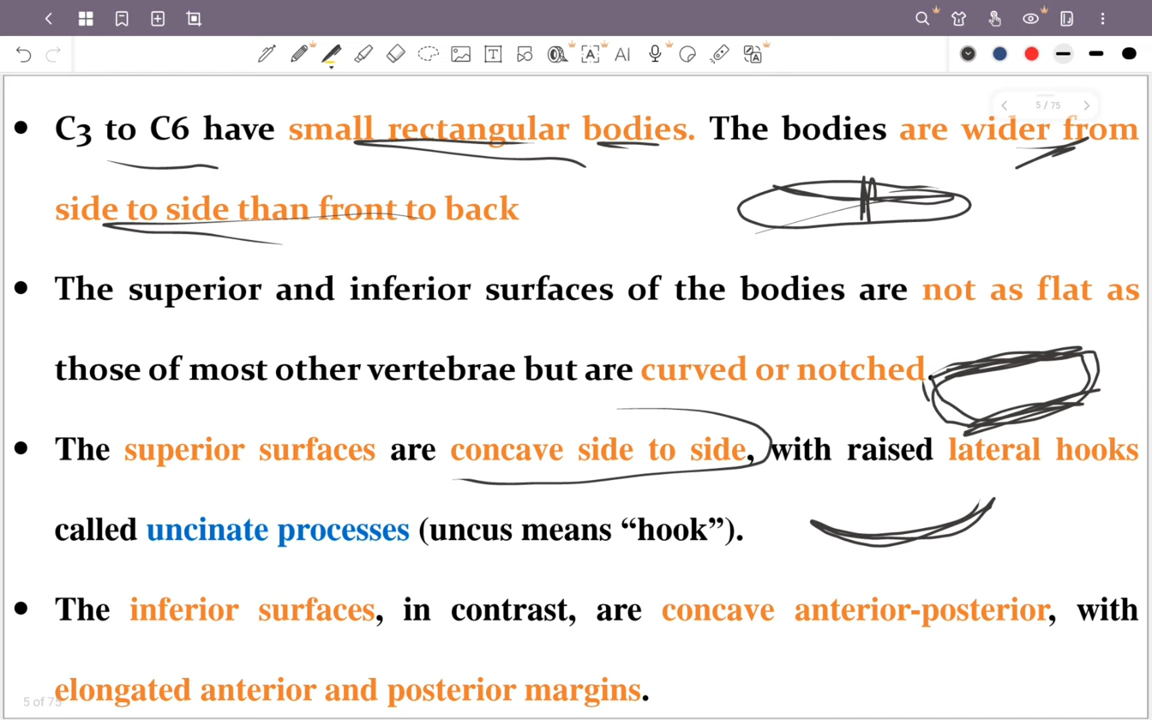 AI
5 / 75
• C3 to C6 have small rectangular bodies. The bodies are wider from
side to side than front to back
• The superior and inferior surfaces of the bodies are not as flat as
those of most other vertebrae but are curved or notched.
• The superior surfaces are concave side to side, with raised lateral hooks
called uncinate processes (uncus means “hook”).
• The inferior surfaces, in contrast, are concave anterior-posterior, with
elongated anterior and posterior margins.
5 of 75